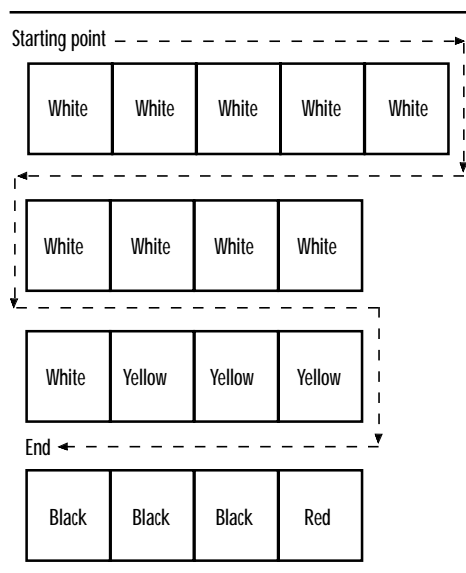 Starting point
White White White White White
White White White White
White Yellow Yellow Yellow
End
Black Black Black Red